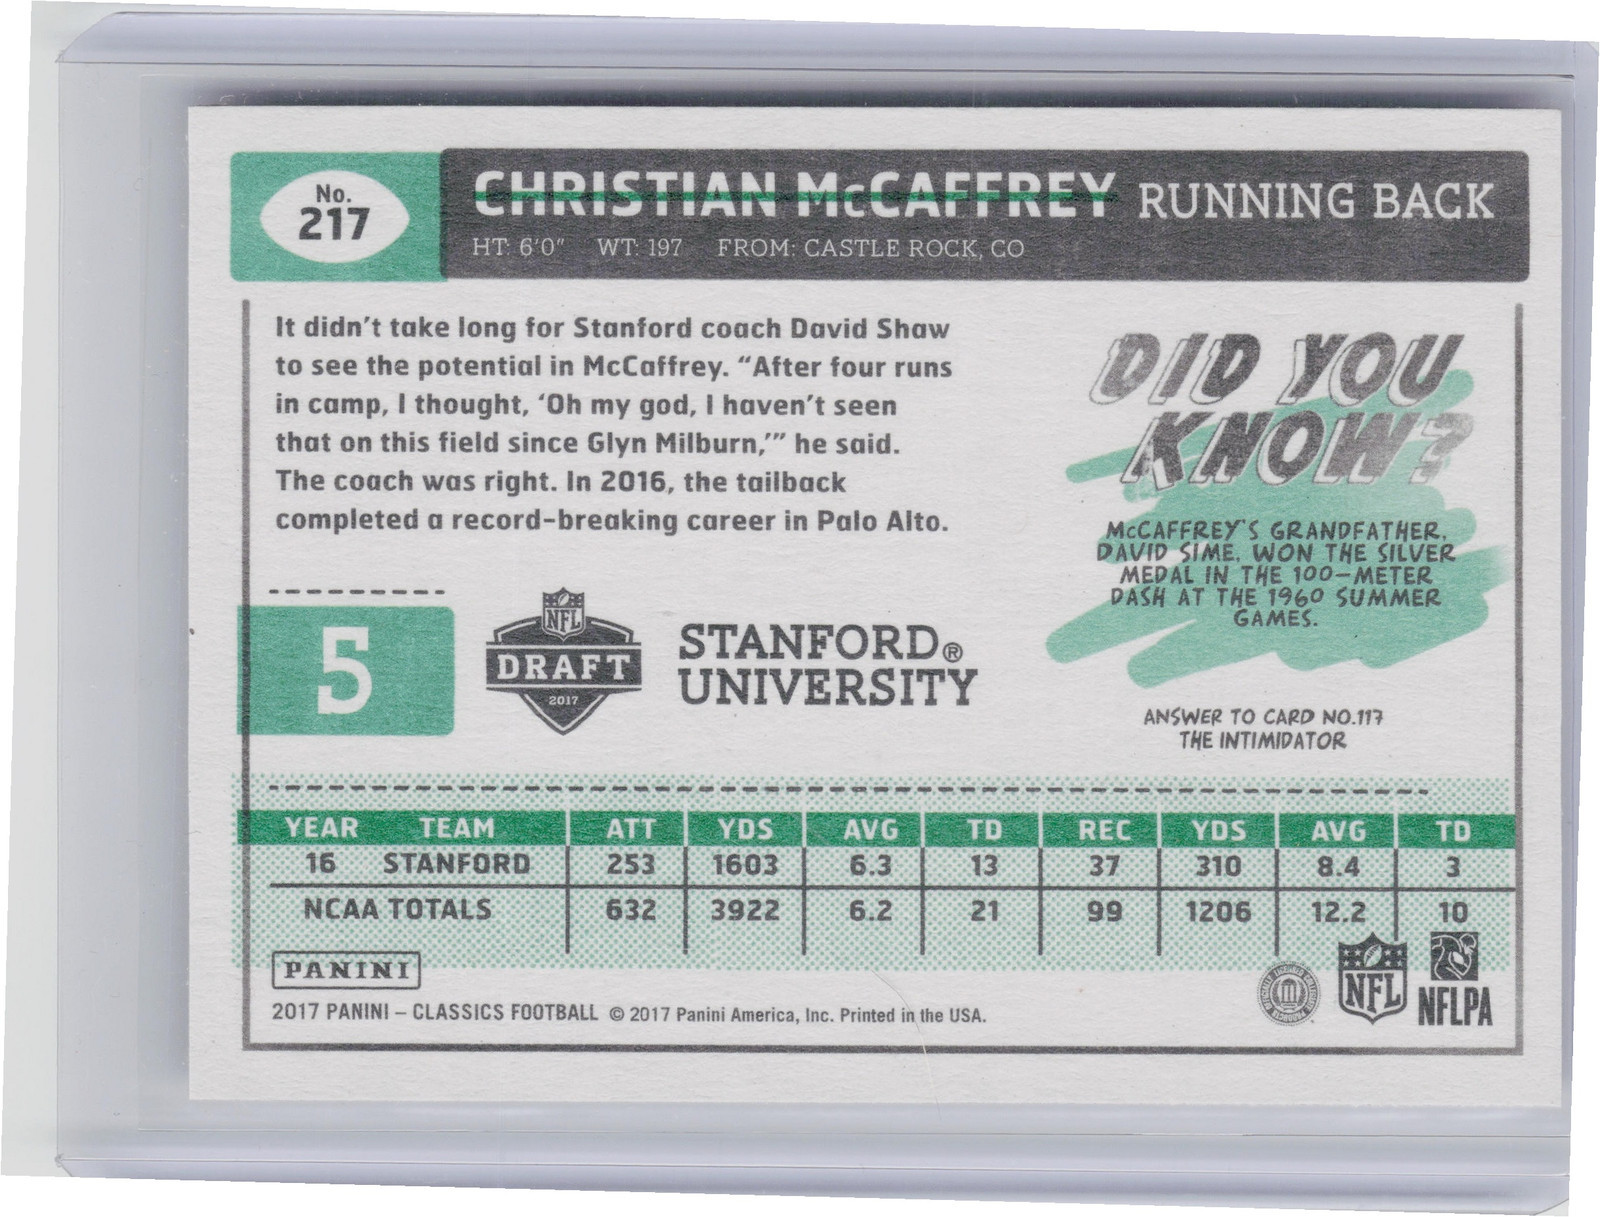 No.
217
CHRISTIAN McCAFFREY RUNNING BACK
HT: 6'0" WT: 197 FROM: CASTLE ROCK, CO
It didn't take long for Stanford coach David Shaw
to see the potential in McCaffrey. “After four runs
in camp, I thought, ‘Oh my god, I haven't seen
that on this field since Glyn Milburn,’” he said.
The coach was right. In 2016, the tailback
completed a record-breaking career in Palo Alto.
DID YOU
KNOW?
McCAFFREY'S GRANDFATHER,
DAVID SIME, WON THE SILVER
MEDAL IN THE 100-METER
DASH AT THE 1960 SUMMER
GAMES.
ANSWER TO CARD NO.117
THE INTIMIDATOR
5
NFL
DRAFT
2017
STANFORD®
UNIVERSITY
YEAR TEAM ATT YDS AVG TD REC YDS AVG TD
16 STANFORD 253 1603 6.3 13 37 310 8.4 3
NCAA TOTALS 632 3922 6.2 21 99 1206 12.2 10
PANINI
2017 PANINI – CLASSICS FOOTBALL © 2017 Panini America, Inc. Printed in the USA.
NFL
NFLPA